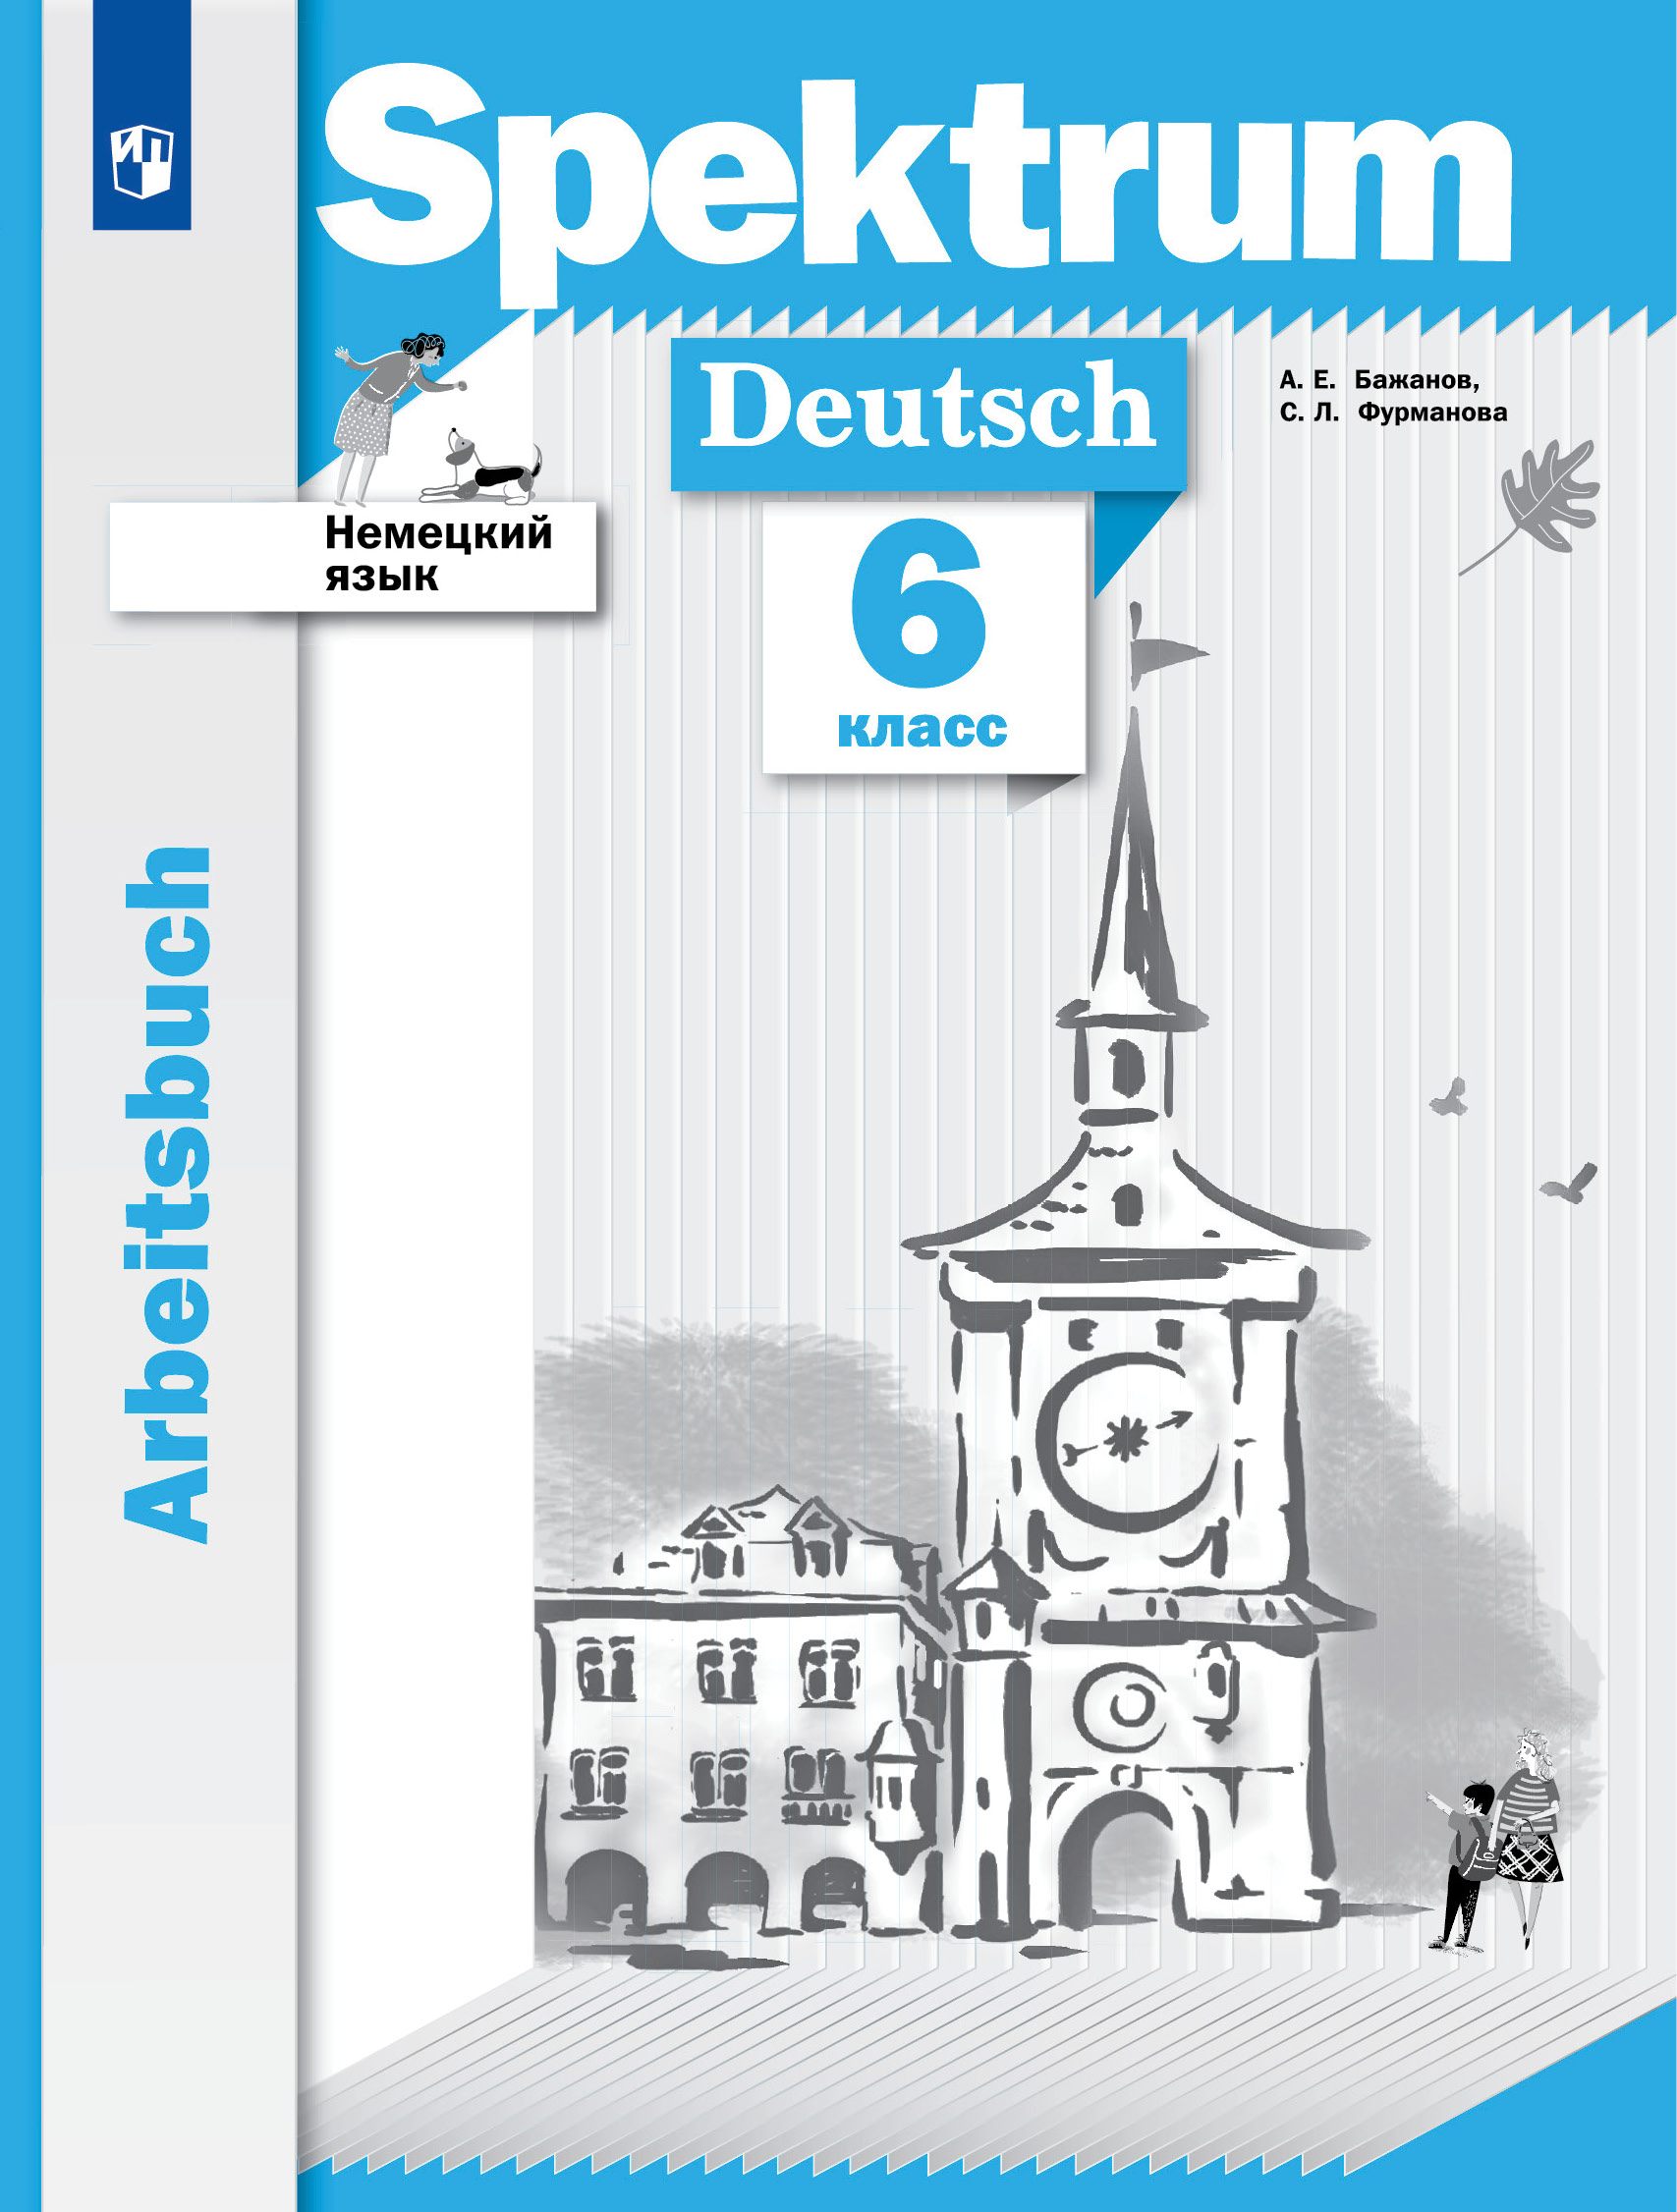 Spektrum
Deutsch
А. Е. Бажанов,
С. Л. Фурманова
Немецкий
язык
6
класс
Arbeitsbuch